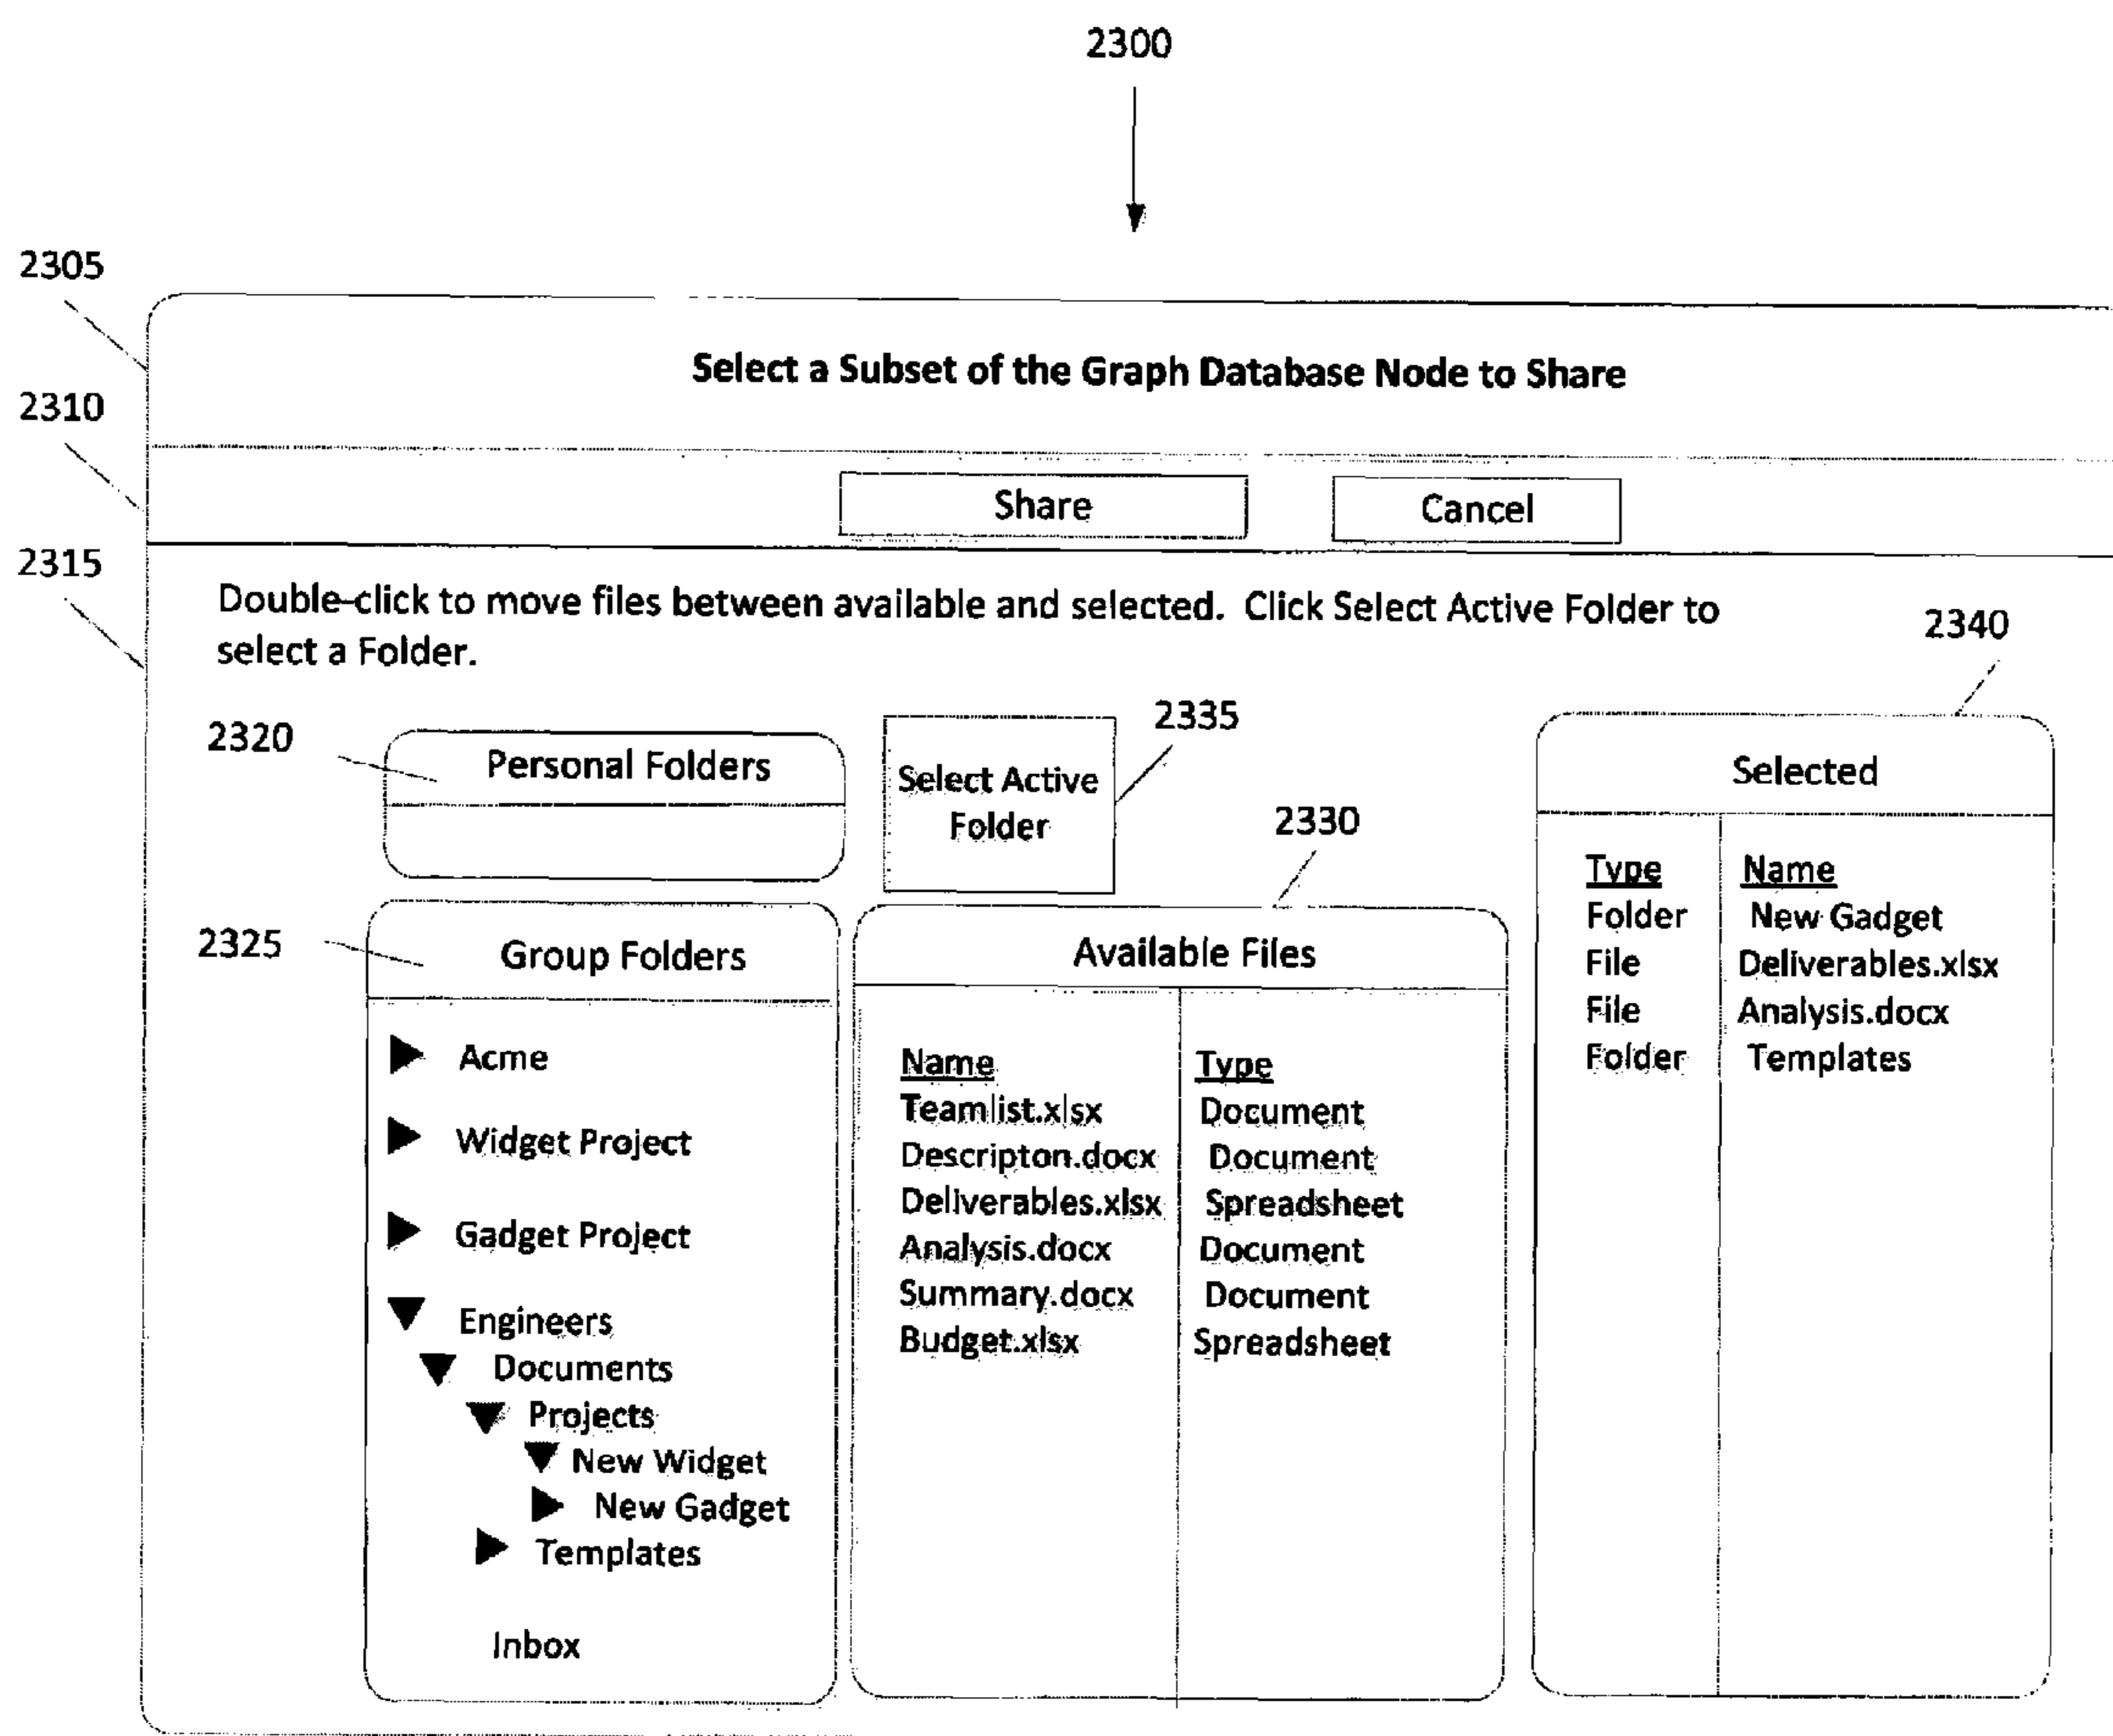 2300
2305
Select a Subset of the Graph Database Node to Share
2310
Share Cancel
2315
Double-click to move files between available and selected. Click Select Active Folder to
select a Folder.
2340
2320
Personal Folders
2335
Select Active
Folder
2330
Selected
Type Name
Folder New Gadget
File Deliverables.xlsx
File Analysis.docx
Folder Templates
2325
Group Folders
Acme
Widget Project
Gadget Project
Engineers
Documents
Projects
New Widget
New Gadget
Templates
Inbox
Available Files
Name Type
Teamlist.xlsx Document
Descripton.docx Document
Deliverables.xlsx Spreadsheet
Analysis.docx Document
Summary.docx Document
Budget.xlsx Spreadsheet